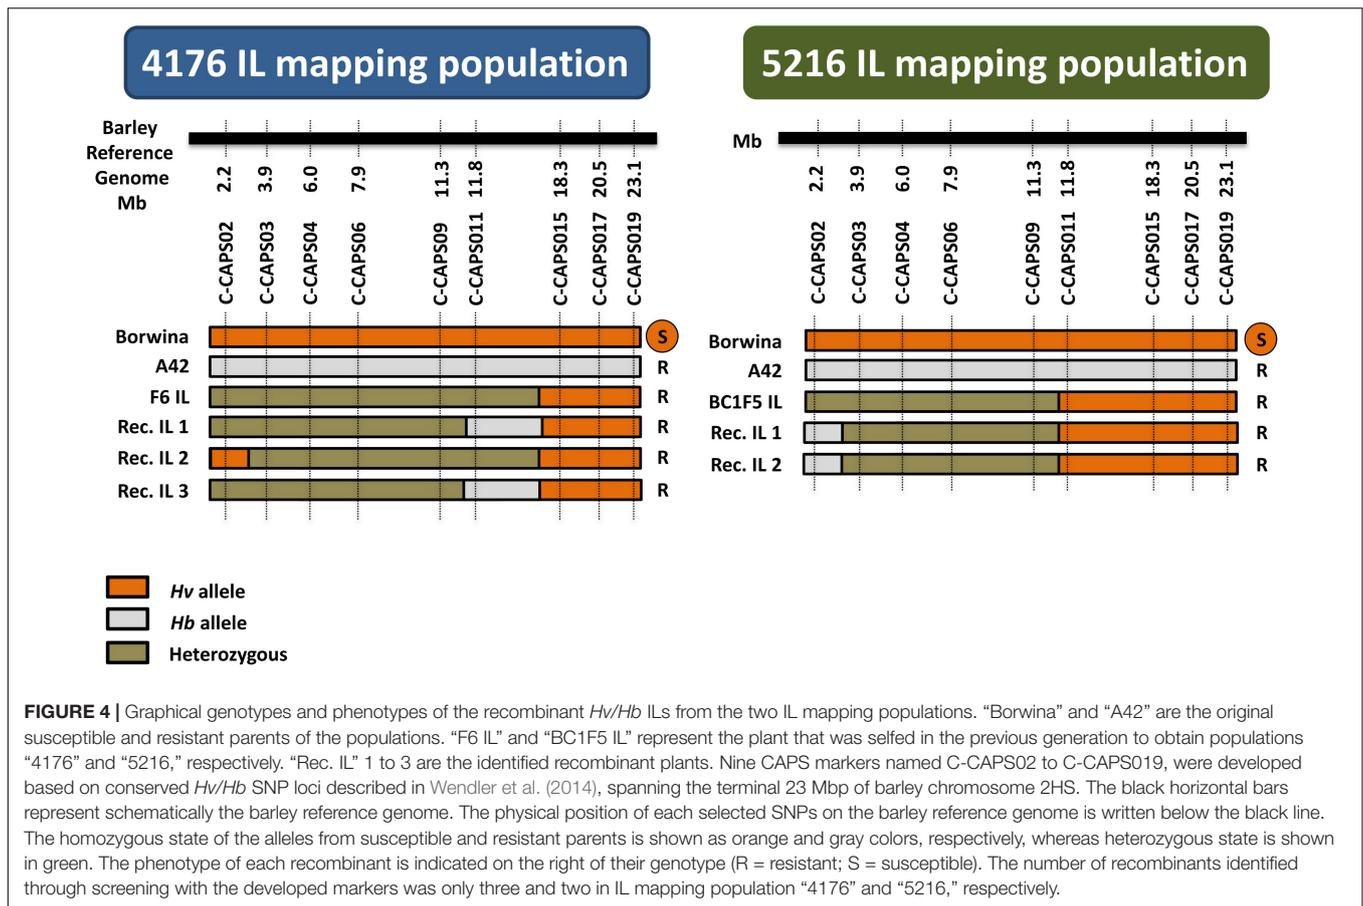 4176 IL mapping population
Barley
Reference
Genome
Mb
2.2
3.9
6.0
7.9
11.3
11.8
18.3
20.5
23.1
C-CAPS02
C-CAPS03
C-CAPS04
C-CAPS06
C-CAPS09
C-CAPS011
C-CAPS015
C-CAPS017
C-CAPS019
Borwina S
A42 R
F6 IL R
Rec. IL 1 R
Rec. IL 2 R
Rec. IL 3 R
5216 IL mapping population
Mb
2.2
3.9
6.0
7.9
11.3
11.8
18.3
20.5
23.1
C-CAPS02
C-CAPS03
C-CAPS04
C-CAPS06
C-CAPS09
C-CAPS011
C-CAPS015
C-CAPS017
C-CAPS019
Borwina S
A42 R
BC1F5 IL R
Rec. IL 1 R
Rec. IL 2 R
Hv allele
Hb allele
Heterozygous
FIGURE 4 | Graphical genotypes and phenotypes of the recombinant Hv/Hb ILs from the two IL mapping populations. “Borwina” and “A42” are the original
susceptible and resistant parents of the populations. “F6 IL” and “BC1F5 IL” represent the plant that was selfed in the previous generation to obtain populations
“4176” and “5216,” respectively. “Rec. IL” 1 to 3 are the identified recombinant plants. Nine CAPS markers named C-CAPS02 to C-CAPS019, were developed
based on conserved Hv/Hb SNP loci described in Wendler et al. (2014), spanning the terminal 23 Mbp of barley chromosome 2HS. The black horizontal bars
represent schematically the barley reference genome. The physical position of each selected SNPs on the barley reference genome is written below the black line.
The homozygous state of the alleles from susceptible and resistant parents is shown as orange and gray colors, respectively, whereas heterozygous state is shown
in green. The phenotype of each recombinant is indicated on the right of their genotype (R = resistant; S = susceptible). The number of recombinants identified
through screening with the developed markers was only three and two in IL mapping population “4176” and “5216,” respectively.